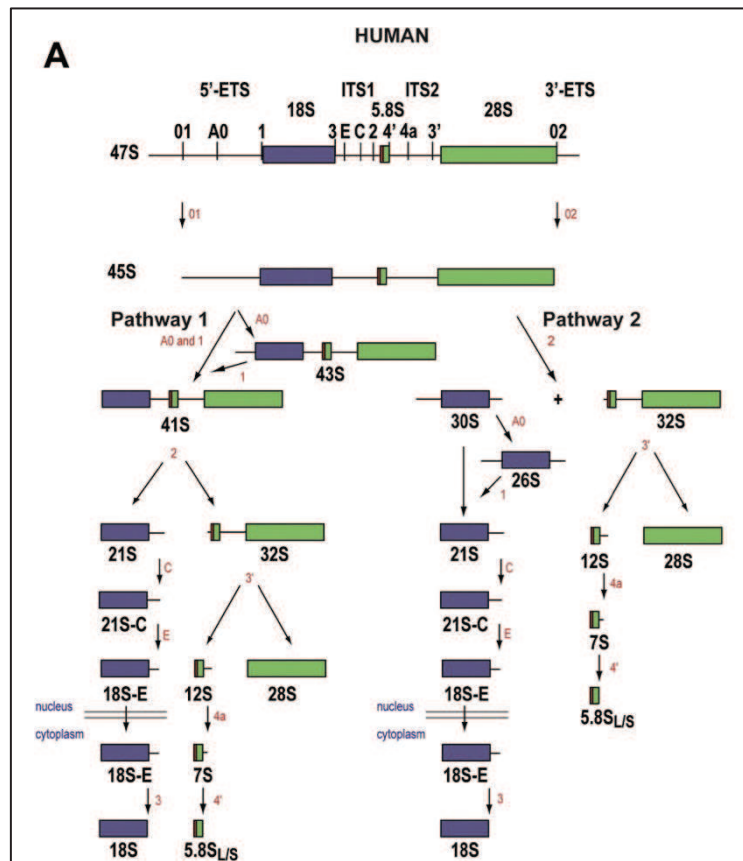 A
HUMAN
5'-ETS ITS1 ITS2 3'-ETS
18S 5.8S 28S
01 A0 1 3 E C 2 4' 4a 3' 02
47S
01 02
45S
Pathway 1 Pathway 2
A0 and 1 A0 2
1 43S
41S 30S + 32S
A0 3'
2 26S
1
21S 32S 21S 12S 28S
C C 4a
3' 7S
21S-C 21S-C
E E 4'
18S-E 12S 28S 18S-E 5.8SL/S
nucleus nucleus
cytoplasm 4a cytoplasm
18S-E 7S 18S-E
3 4' 3
18S 5.8SL/S 18S